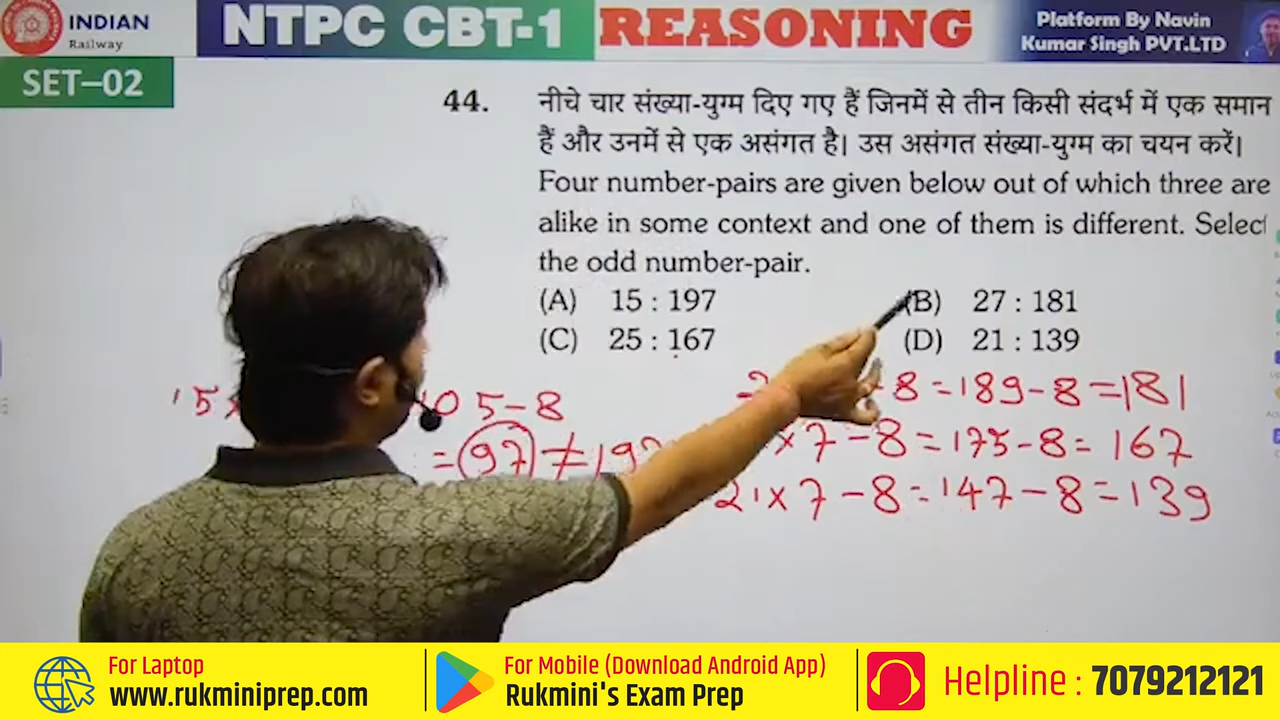 INDIAN
Railway
NTPC CBT-1
REASONING
Platform By Navin
Kumar Singh PVT.LTD
SET–02
44. नीचे चार संख्या-युग्म दिए गए हैं जिनमें से तीन किसी संदर्भ में एक समान
हैं और उनमें से एक असंगत है। उस असंगत संख्या-युग्म का चयन करें।
Four number-pairs are given below out of which three are
alike in some context and one of them is different. Select
the odd number-pair.
(A) 15 : 197 (B) 27 : 181
(C) 25 : 167 (D) 21 : 139
15 05-8
=97≠19
-8=189-8=181
×7-8=175-8=167
21×7-8=147-8=139
For Laptop
www.rukminiprep.com
For Mobile (Download Android App)
Rukmini's Exam Prep
Helpline : 7079212121